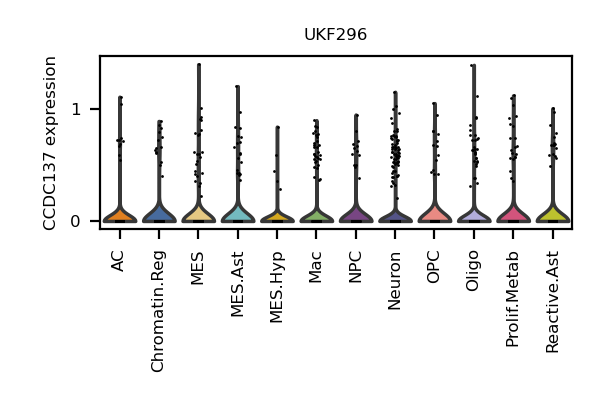 UKF296
CCDC137 expression
1
0
AC
Chromatin.Reg
MES
MES.Ast
MES.Hyp
Mac
NPC
Neuron
OPC
Oligo
Prolif.Metab
Reactive.Ast